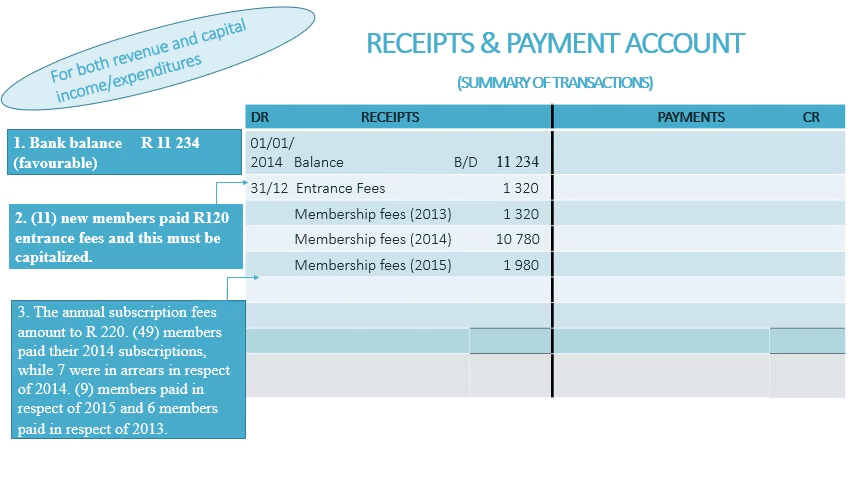 For both revenue and capital
income/expenditures
RECEIPTS & PAYMENT ACCOUNT
(SUMMARY OF TRANSACTIONS)
DR RECEIPTS PAYMENTS CR
1. Bank balance R 11 234
(favourable)
01/01/
2014 Balance B/D 11 234
31/12 Entrance Fees 1 320
Membership fees (2013) 1 320
Membership fees (2014) 10 780
Membership fees (2015) 1 980
2. (11) new members paid R120
entrance fees and this must be
capitalized.
3. The annual subscription fees
amount to R 220. (49) members
paid their 2014 subscriptions,
while 7 were in arrears in respect
of 2014. (9) members paid in
respect of 2015 and 6 members
paid in respect of 2013.